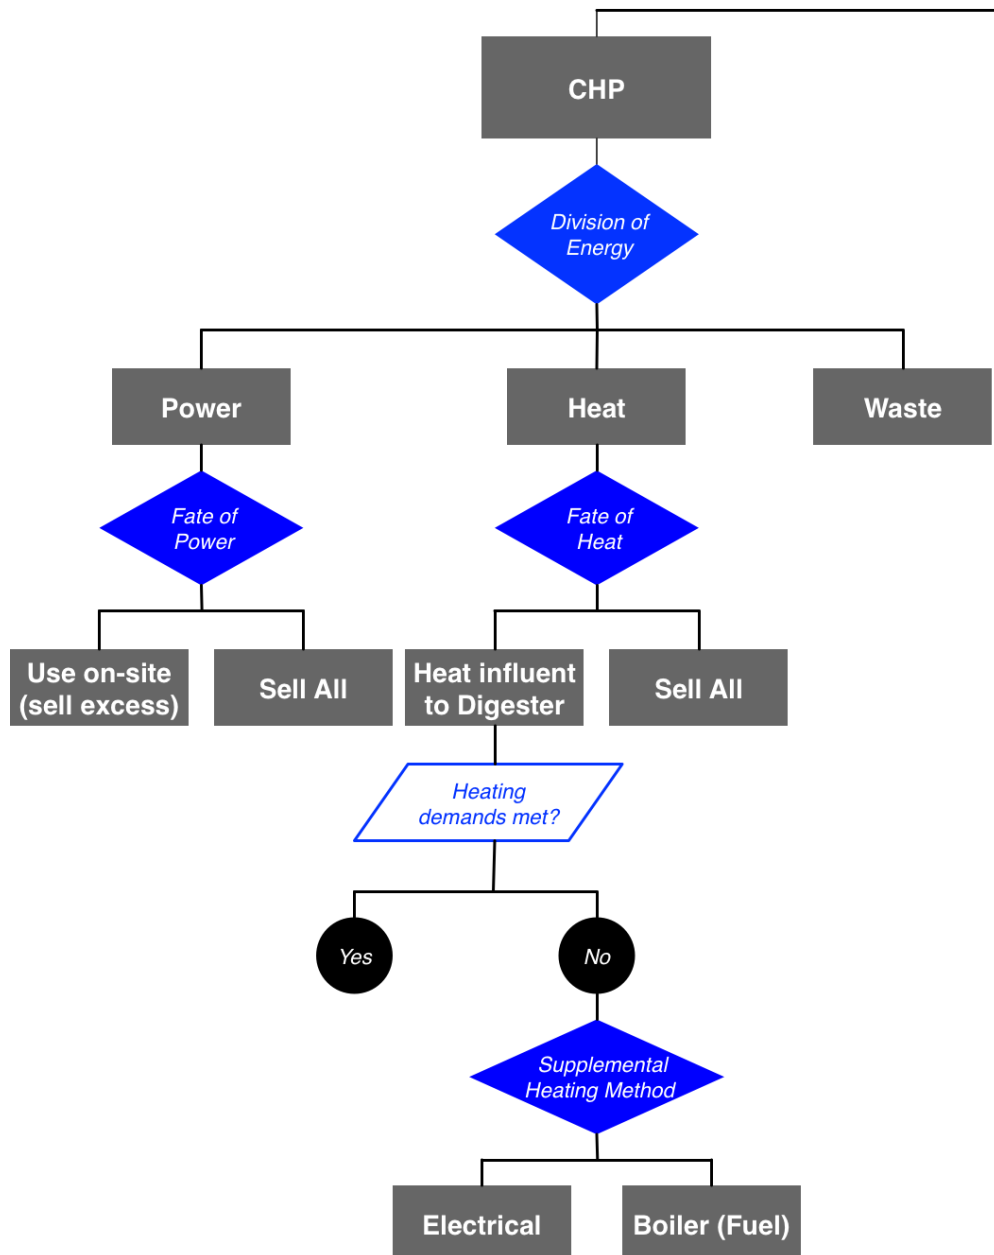 CHP
Division of
Energy
Power
Heat
Waste
Fate of
Power
Fate of
Heat
Use on-site
(sell excess)
Sell All
Heat influent
to Digester
Sell All
Heating
demands met?
Yes
No
Supplemental
Heating Method
Electrical
Boiler (Fuel)